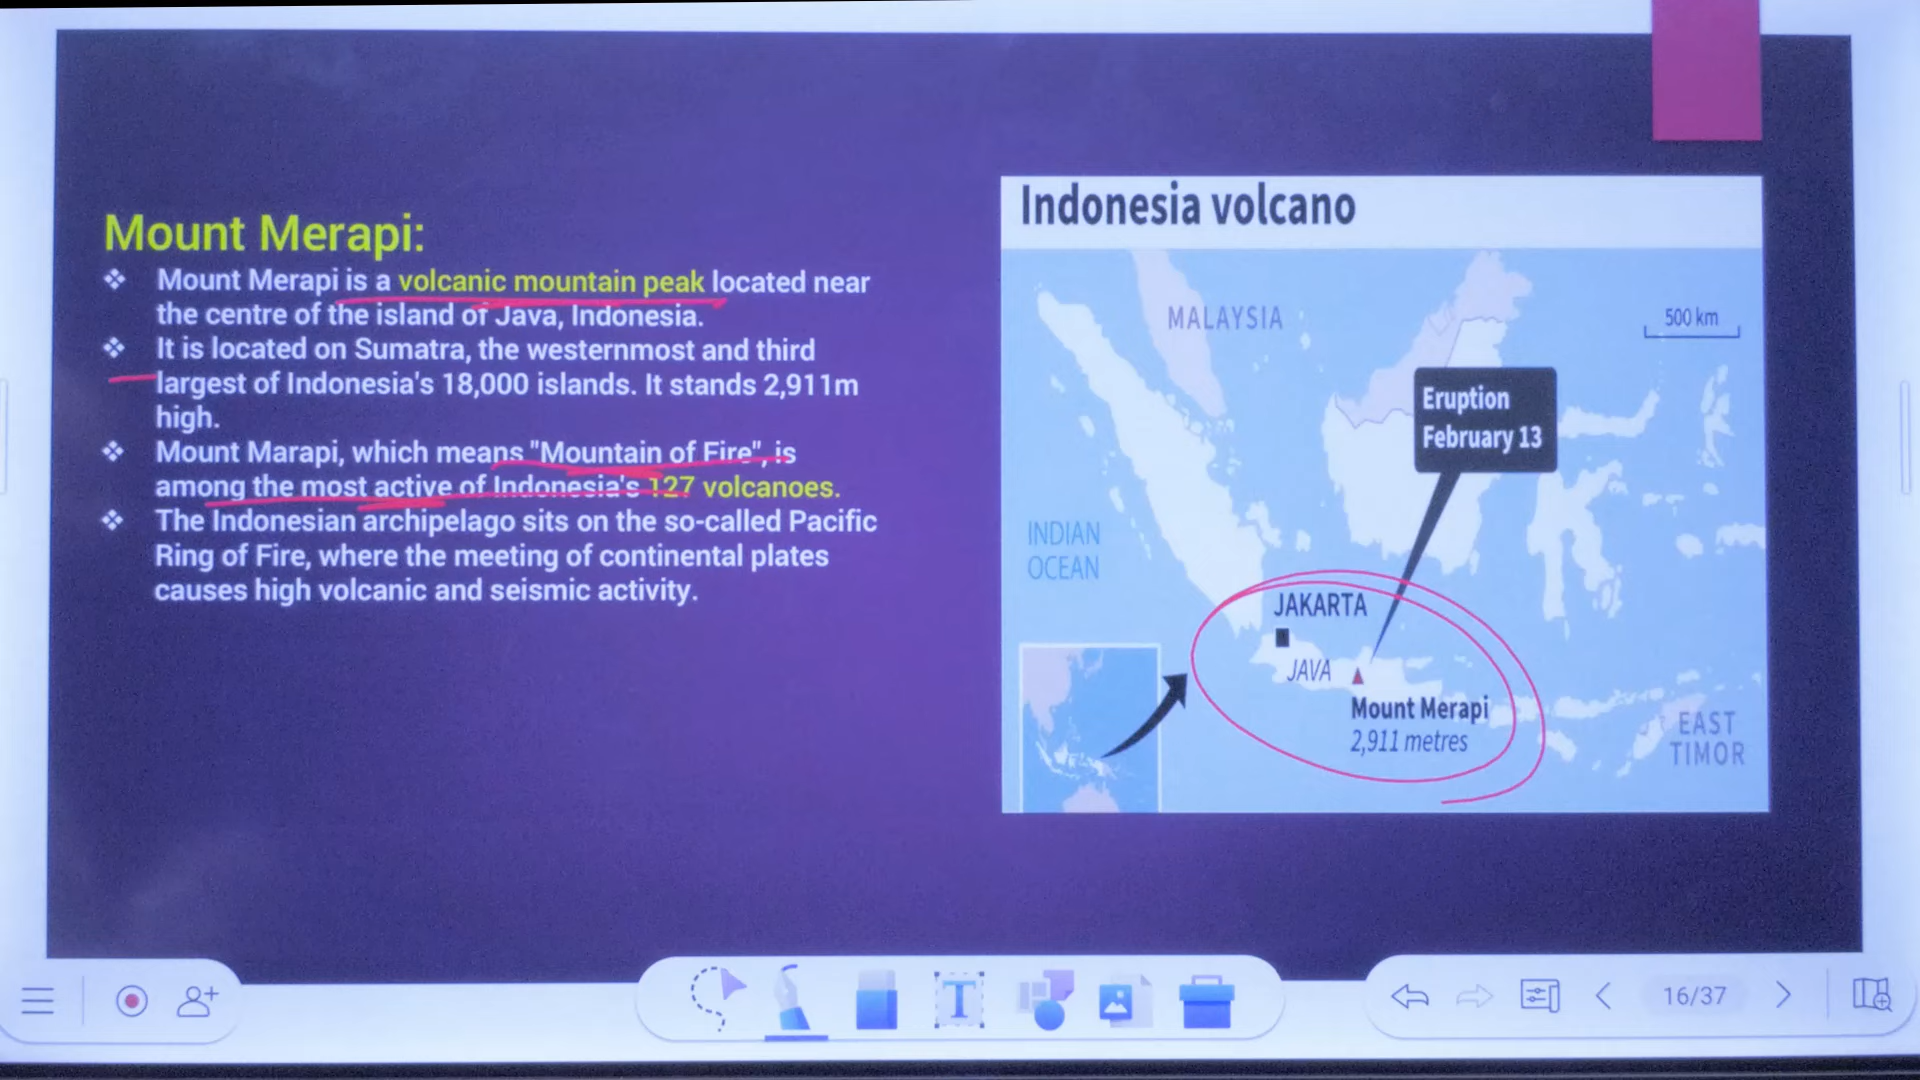 Mount Merapi:
❖ Mount Merapi is a volcanic mountain peak located near
the centre of the island of Java, Indonesia.
❖ It is located on Sumatra, the westernmost and third
largest of Indonesia's 18,000 islands. It stands 2,911m
high.
❖ Mount Marapi, which means "Mountain of Fire", is
among the most active of Indonesia's 127 volcanoes.
❖ The Indonesian archipelago sits on the so-called Pacific
Ring of Fire, where the meeting of continental plates
causes high volcanic and seismic activity.
Indonesia volcano
MALAYSIA
500 km
Eruption
February 13
INDIAN
OCEAN
JAKARTA
JAVA
Mount Merapi
2,911 metres
EAST
TIMOR
T
16/37